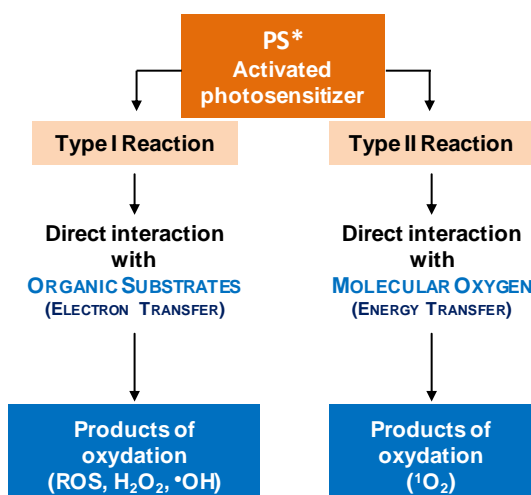 PS*
Activated
photosensitizer
Type I Reaction
Type II Reaction
Direct interaction
with
ORGANIC SUBSTRATES
(ELECTRON TRANSFER)
Direct interaction
with
MOLECULAR OXYGEN
(ENERGY TRANSFER)
Products of
oxydation
(ROS, H₂O₂, •OH)
Products of
oxydation
(¹O₂)